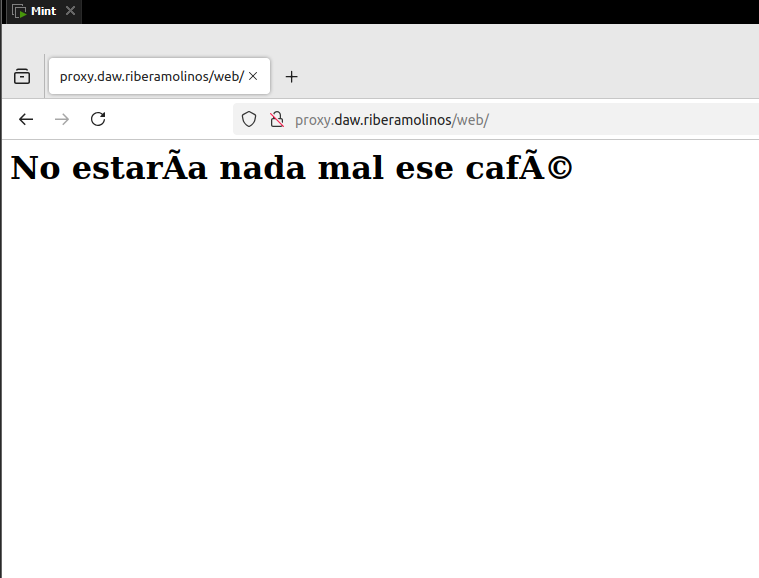 Mint
proxy.daw.riberamolinos/web/
proxy.daw.riberamolinos/web/
No estarÃa nada mal ese cafÃ©